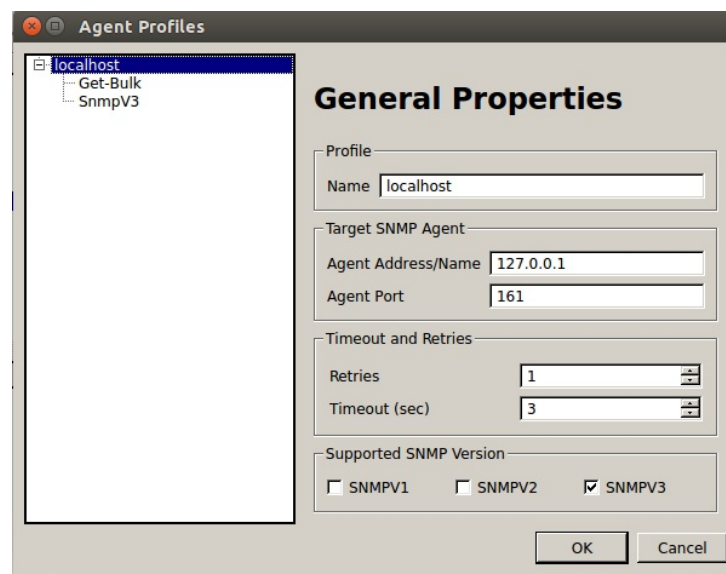 Agent Profiles
localhost
Get-Bulk
SnmpV3
General Properties
Profile
Name localhost
Target SNMP Agent
Agent Address/Name 127.0.0.1
Agent Port 161
Timeout and Retries
Retries 1
Timeout (sec) 3
Supported SNMP Version
SNMPV1 SNMPV2 SNMPV3
OK Cancel